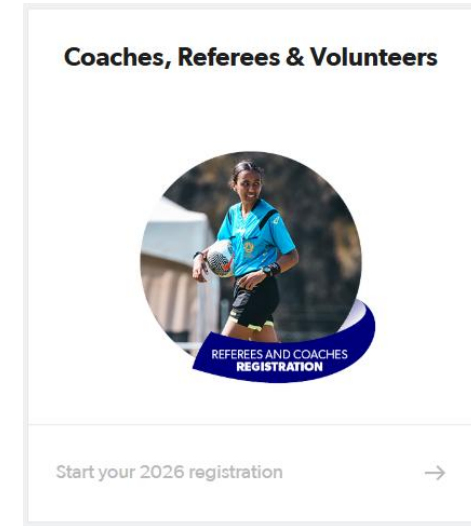 Coaches, Referees & Volunteers
REFEREES AND COACHES
REGISTRATION
Start your 2026 registration